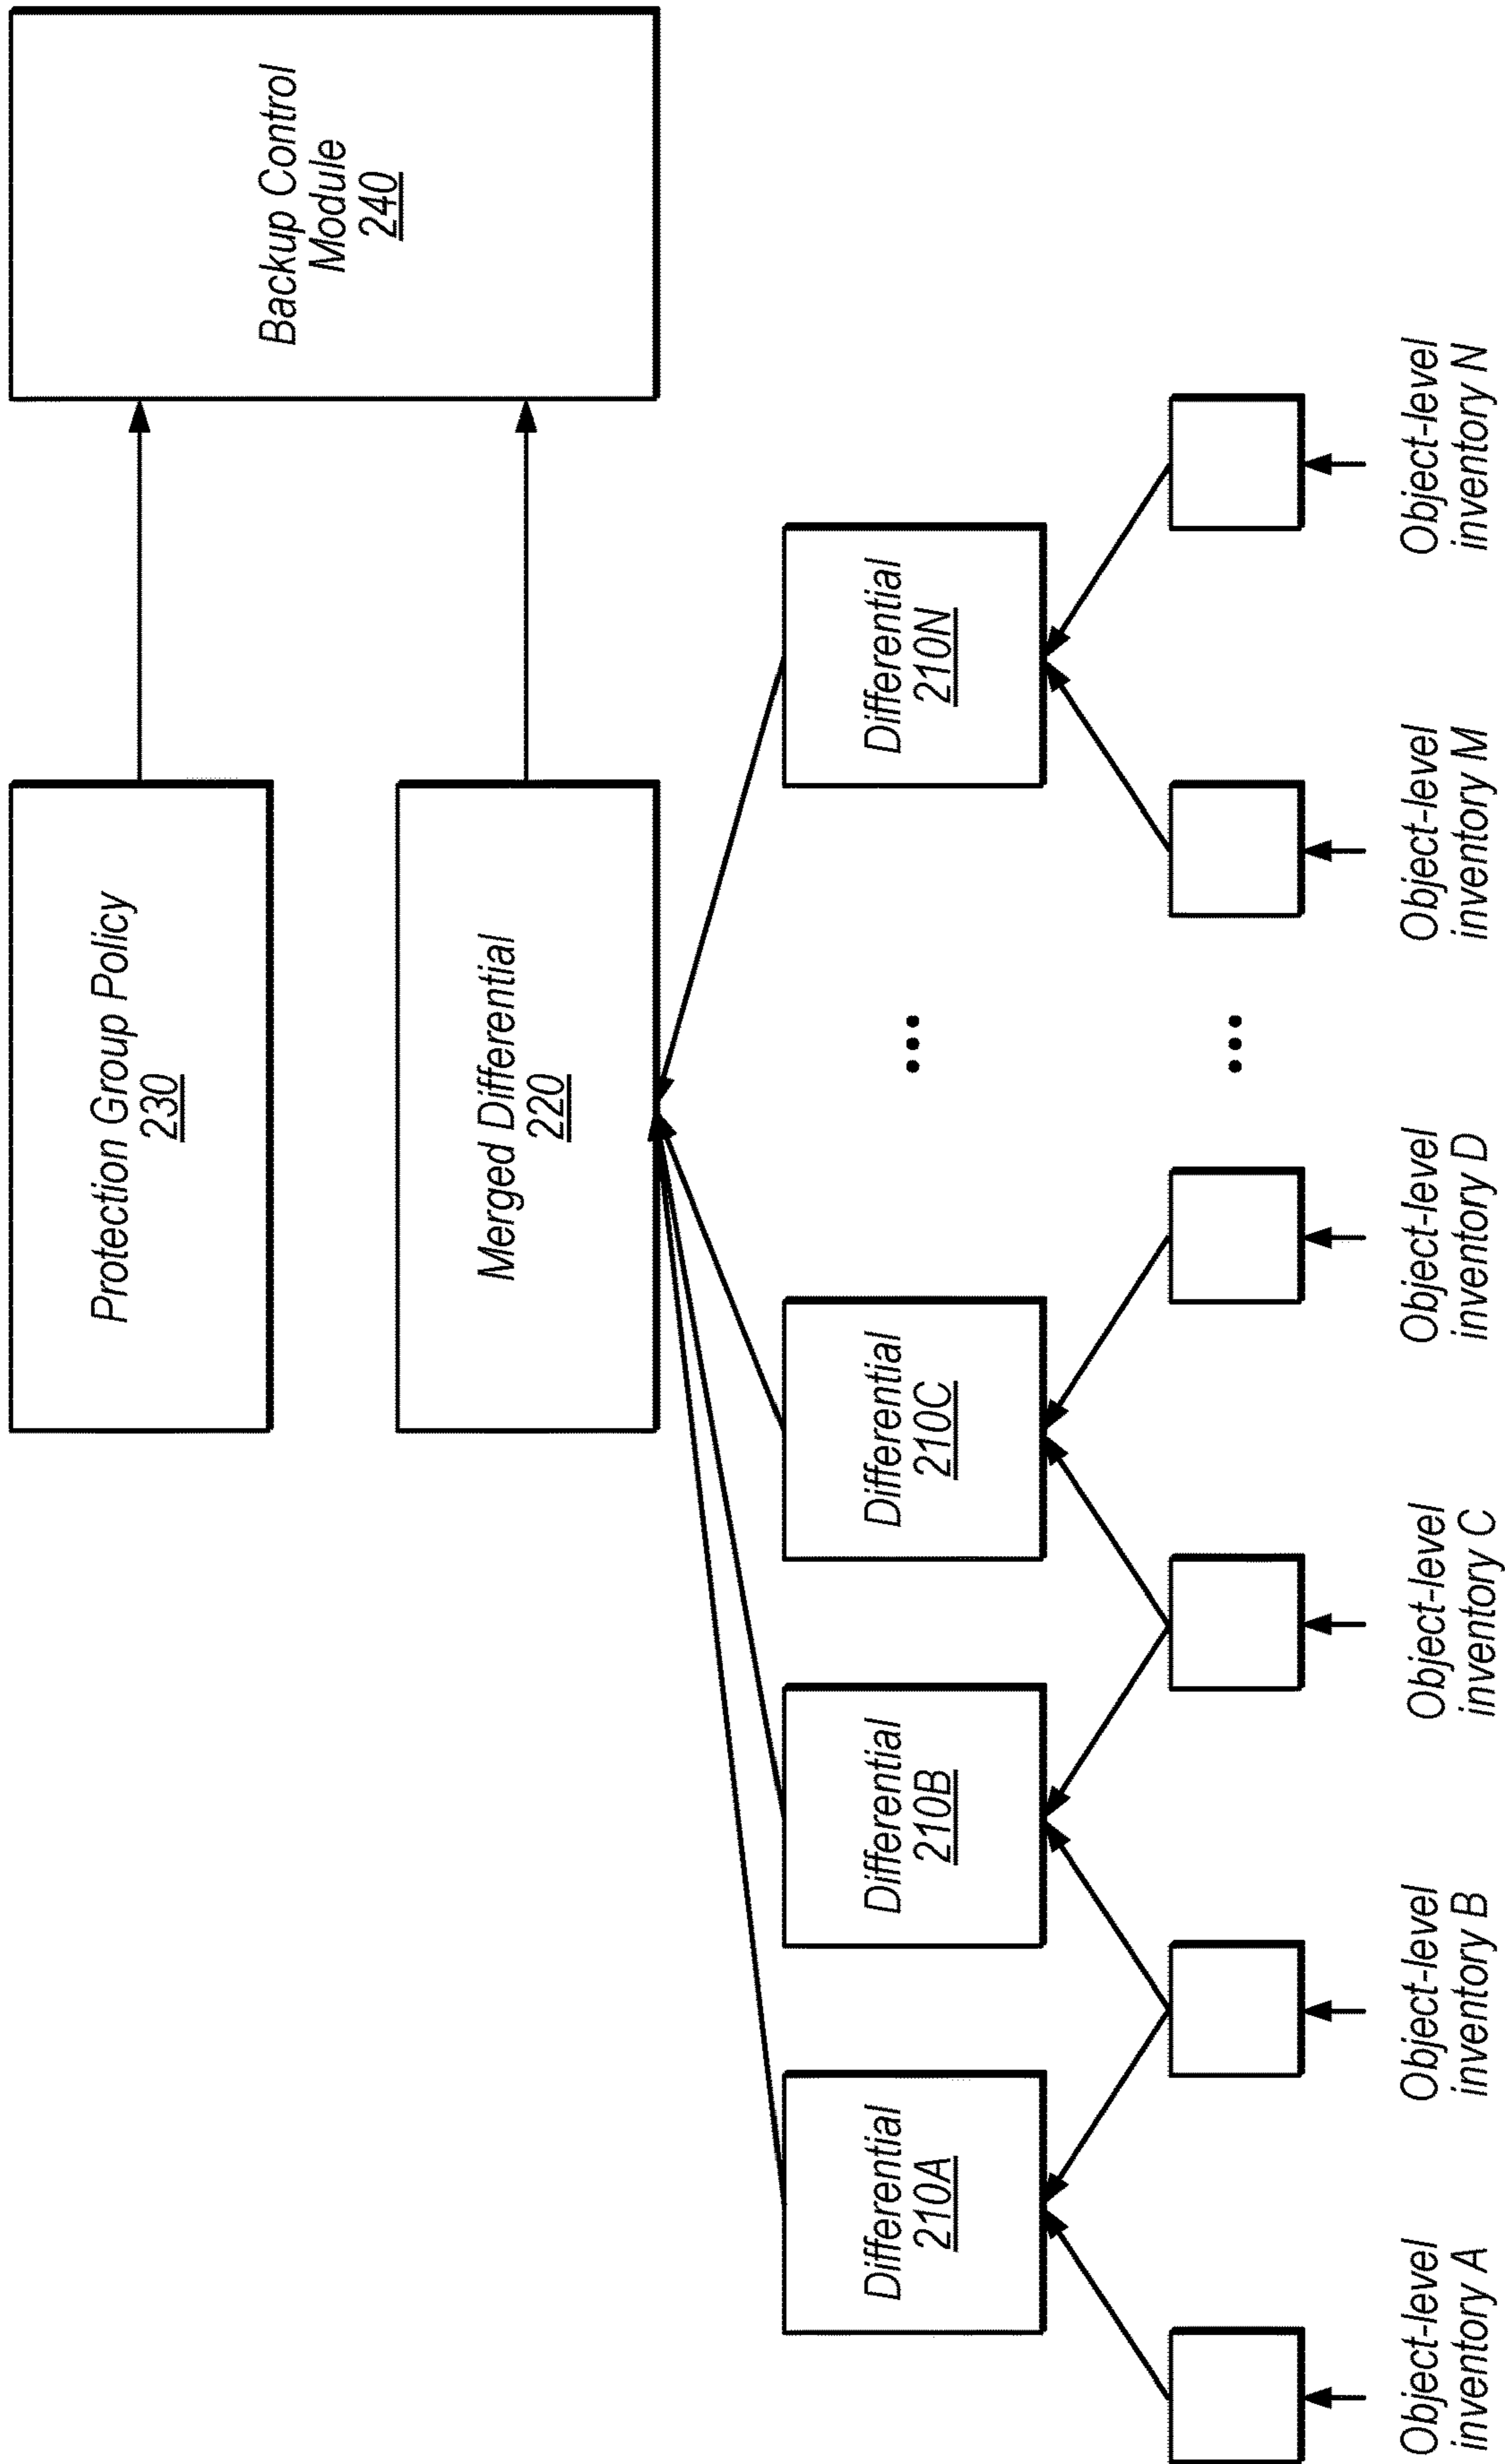 Protection Group Policy
230
Backup Control
Module
240
Merged Differential
220
Differential
210A
Differential
210B
Differential
210C
...
Differential
210N
...
Object-level
inventory A
Object-level
inventory B
Object-level
inventory C
Object-level
inventory D
Object-level
inventory M
Object-level
inventory N